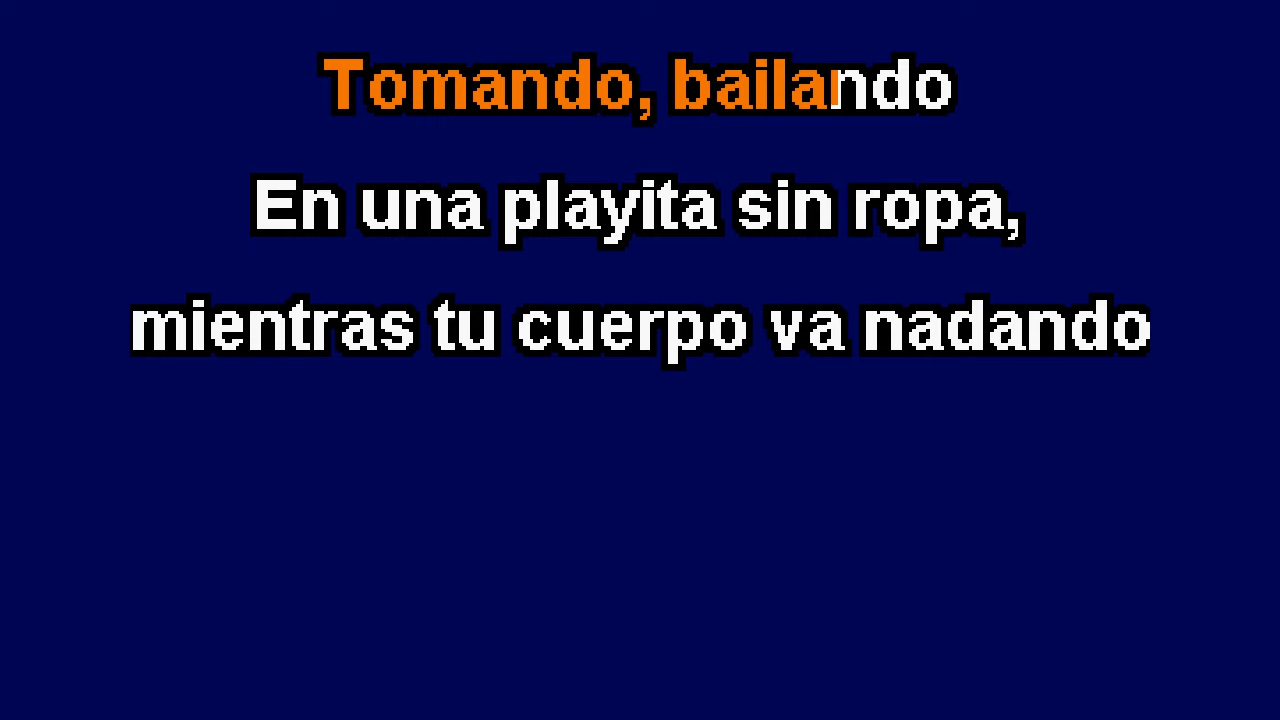 Tomando, bailando
En una playita sin ropa,
mientras tu cuerpo va nadando